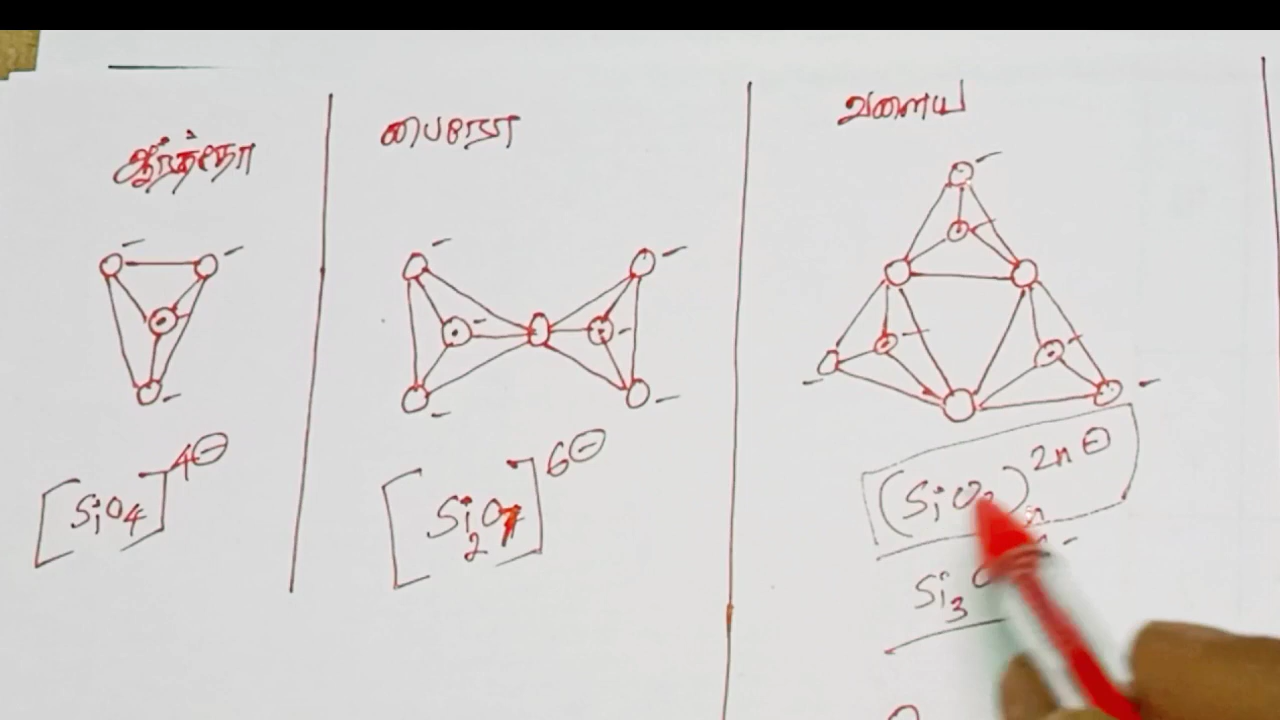 ஆர்த்தோ
பைரோ
வளைய
[SiO4]4⊖
[Si2O7]6⊖
(SiO3)n2n⊖
Si3